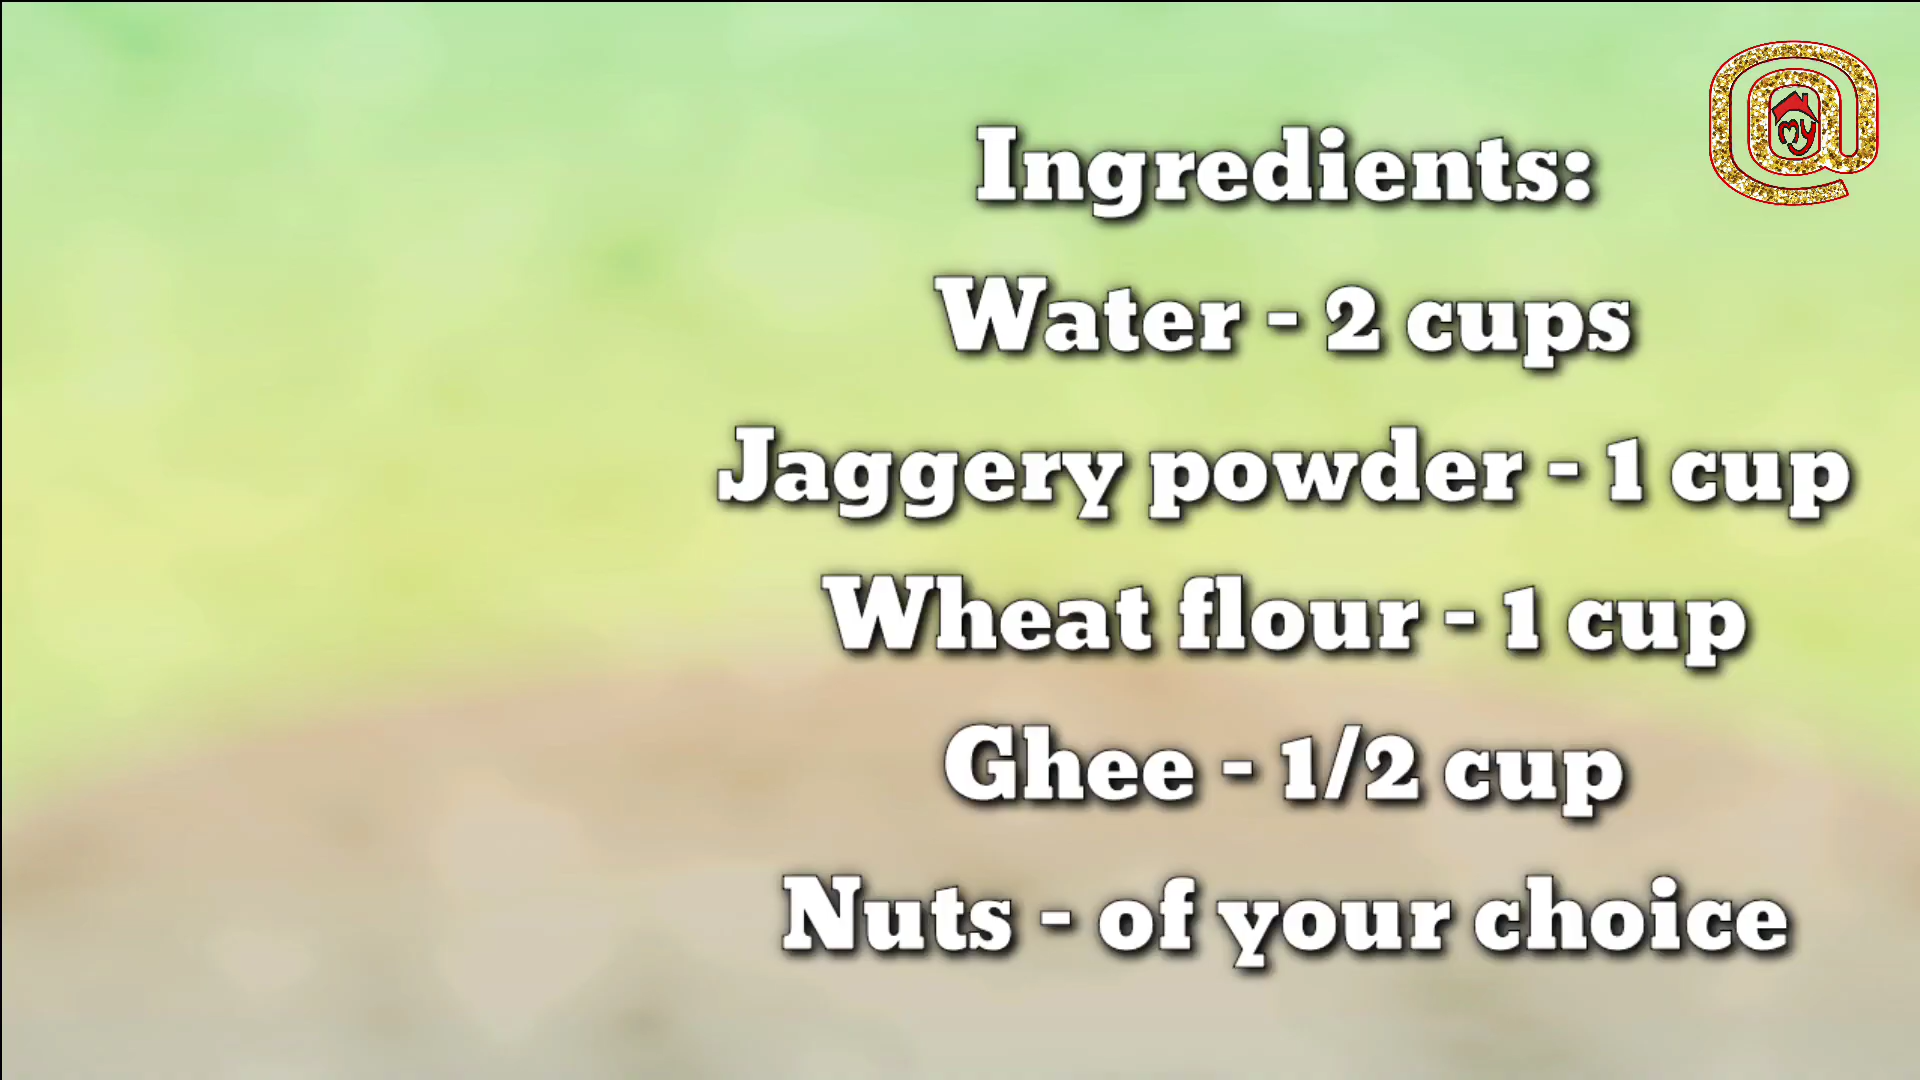 my
Ingredients:
Water - 2 cups
Jaggery powder - 1 cup
Wheat flour - 1 cup
Ghee - 1/2 cup
Nuts - of your choice